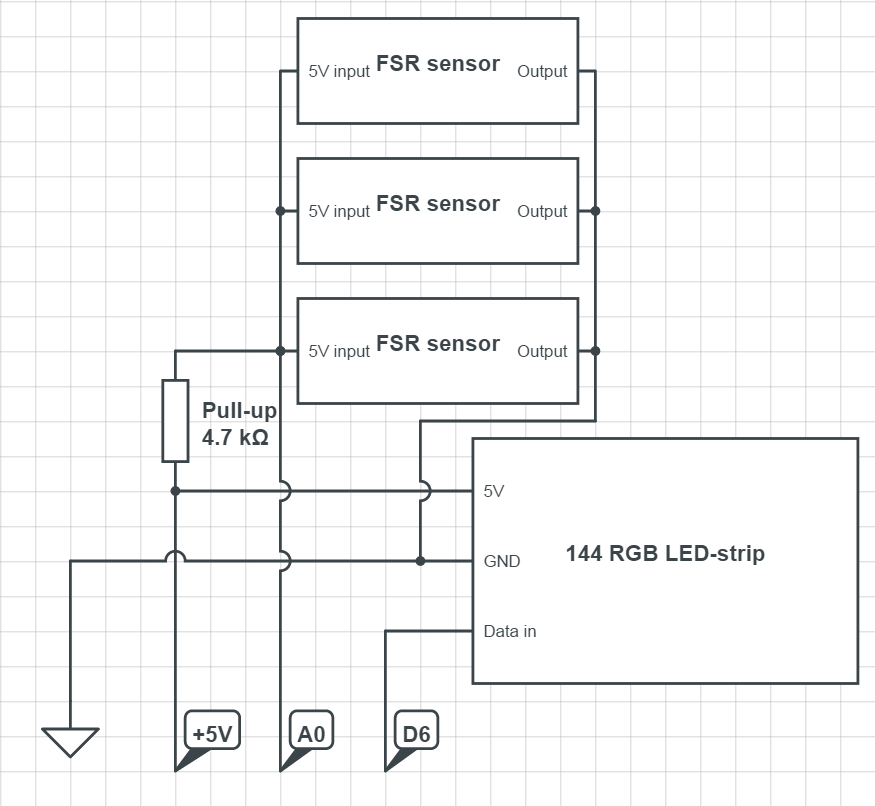 5V input FSR sensor Output
5V input FSR sensor Output
5V input FSR sensor Output
Pull-up
4.7 kΩ
5V
144 RGB LED-strip
GND
Data in
+5V
A0
D6